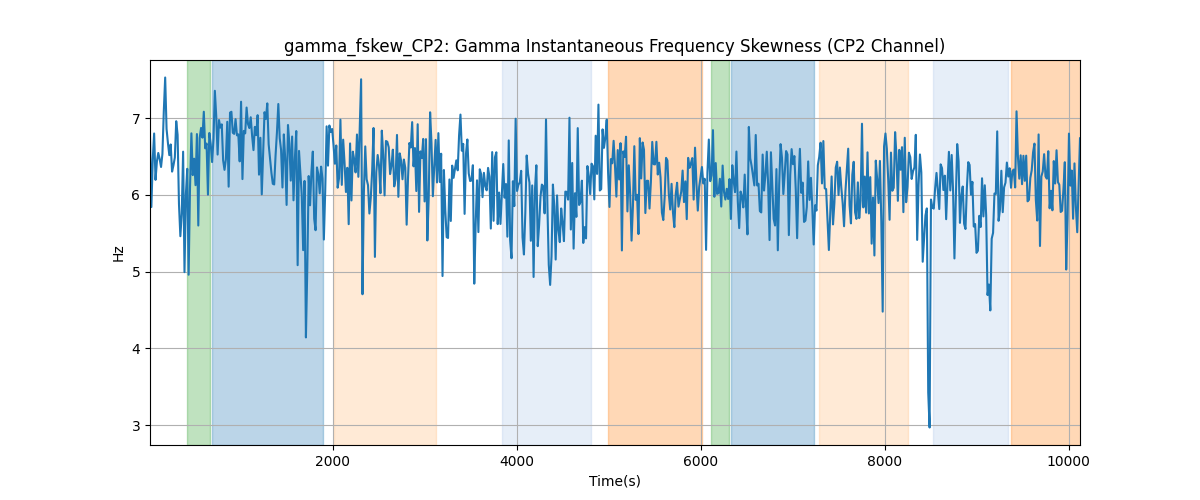 gamma_fskew_CP2: Gamma Instantaneous Frequency Skewness (CP2 Channel)
7
6
5
4
3
Hz
2000 4000 6000 8000 10000
Time(s)